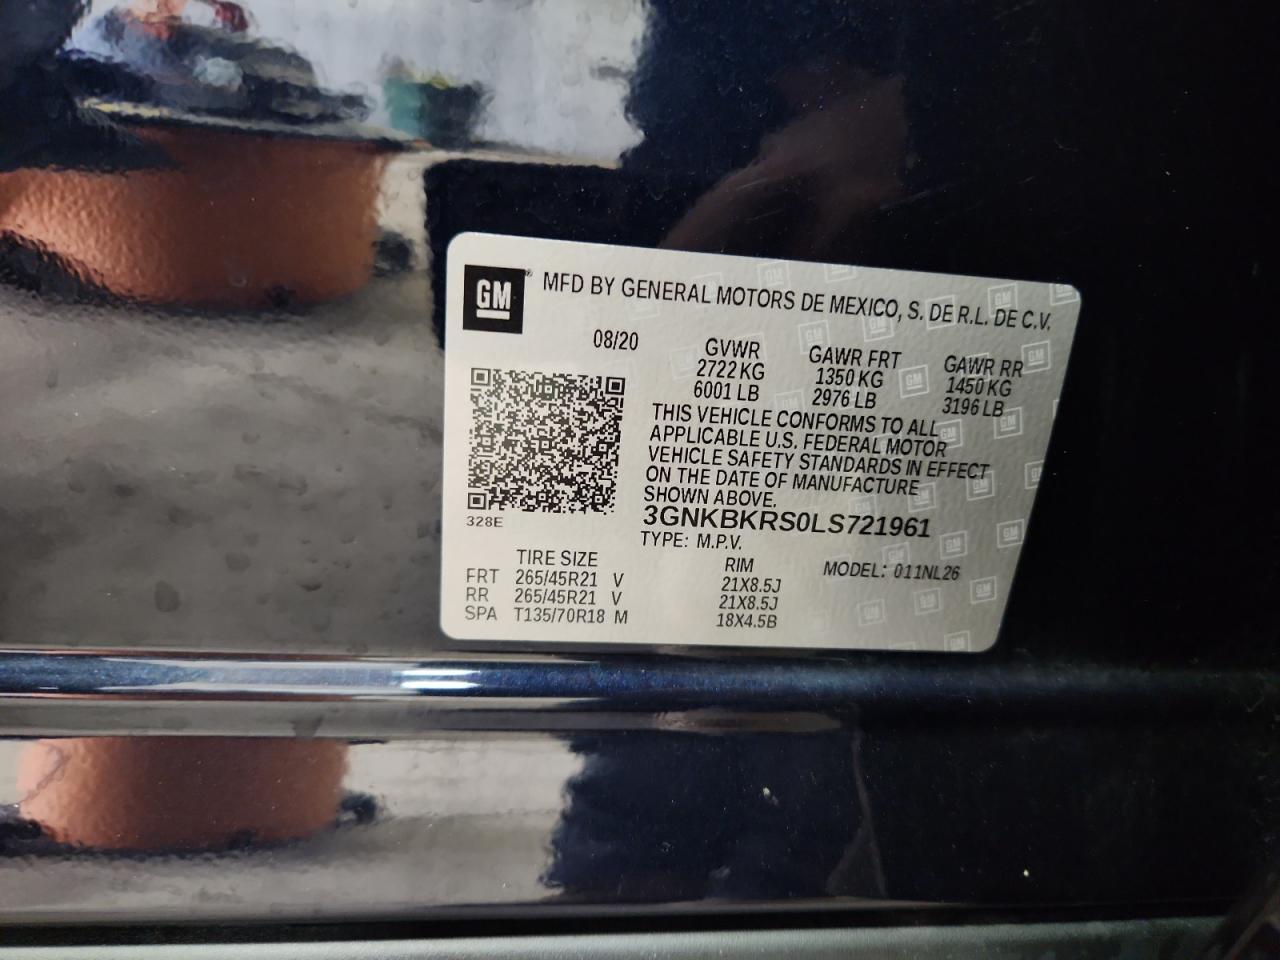 GM
MFD BY GENERAL MOTORS DE MEXICO, S. DE R.L. DE C.V.
08/20
GVWR GAWR FRT GAWR RR
2722 KG 1350 KG 1450 KG
6001 LB 2976 LB 3196 LB
THIS VEHICLE CONFORMS TO ALL
APPLICABLE U.S. FEDERAL MOTOR
VEHICLE SAFETY STANDARDS IN EFFECT
ON THE DATE OF MANUFACTURE
SHOWN ABOVE.
3GNKBKRS0LS721961
328E
TYPE: M.P.V.
MODEL: 011NL26
TIRE SIZE RIM
FRT 265/45R21 V 21X8.5J
RR 265/45R21 V 21X8.5J
SPA T135/70R18 M 18X4.5B